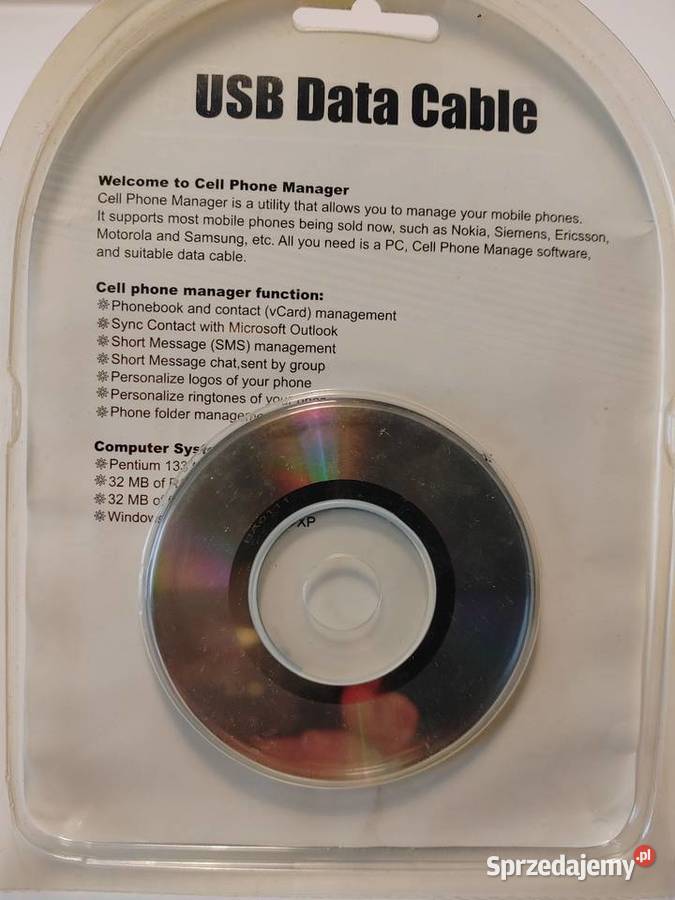 USB Data Cable
Welcome to Cell Phone Manager
Cell Phone Manager is a utility that allows you to manage your mobile phones.
It supports most mobile phones being sold now, such as Nokia, Siemens, Ericsson,
Motorola and Samsung, etc. All you need is a PC, Cell Phone Manage software,
and suitable data cable.
Cell phone manager function:
※Phonebook and contact (vCard) management
※Sync Contact with Microsoft Outlook
※Short Message (SMS) management
※Short Message chat,sent by group
※Personalize logos of your phone
※Personalize ringtones of your
※Phone folder
Computer
※Pentium 133
※32 MB of
※32 MB of
※Windows
XP
Sprzedajemy.pl